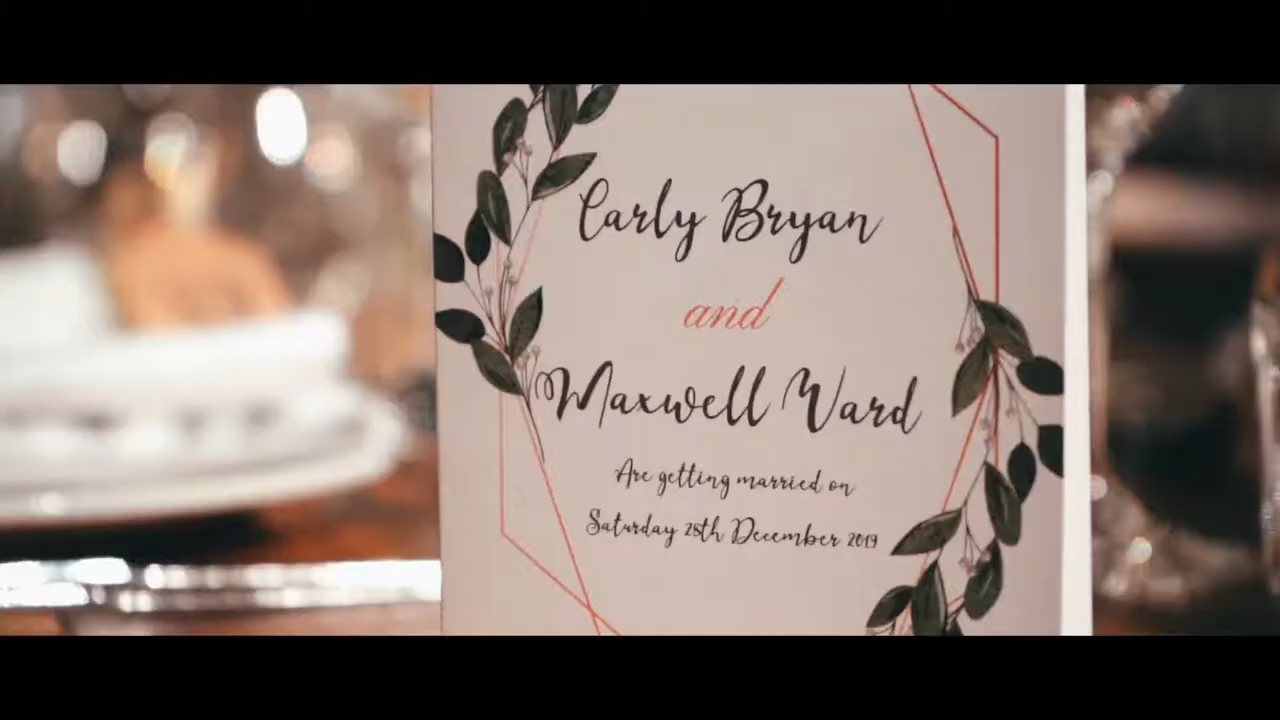 Carly Bryan
and
Maxwell Ward
Are getting married on
Saturday 28th December 2019